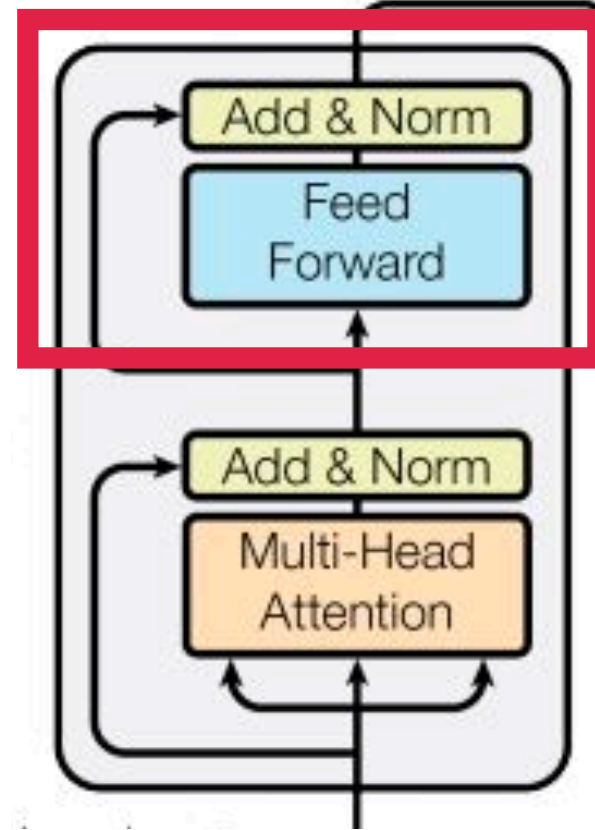 Add & Norm
Feed
Forward
Add & Norm
Multi-Head
Attention